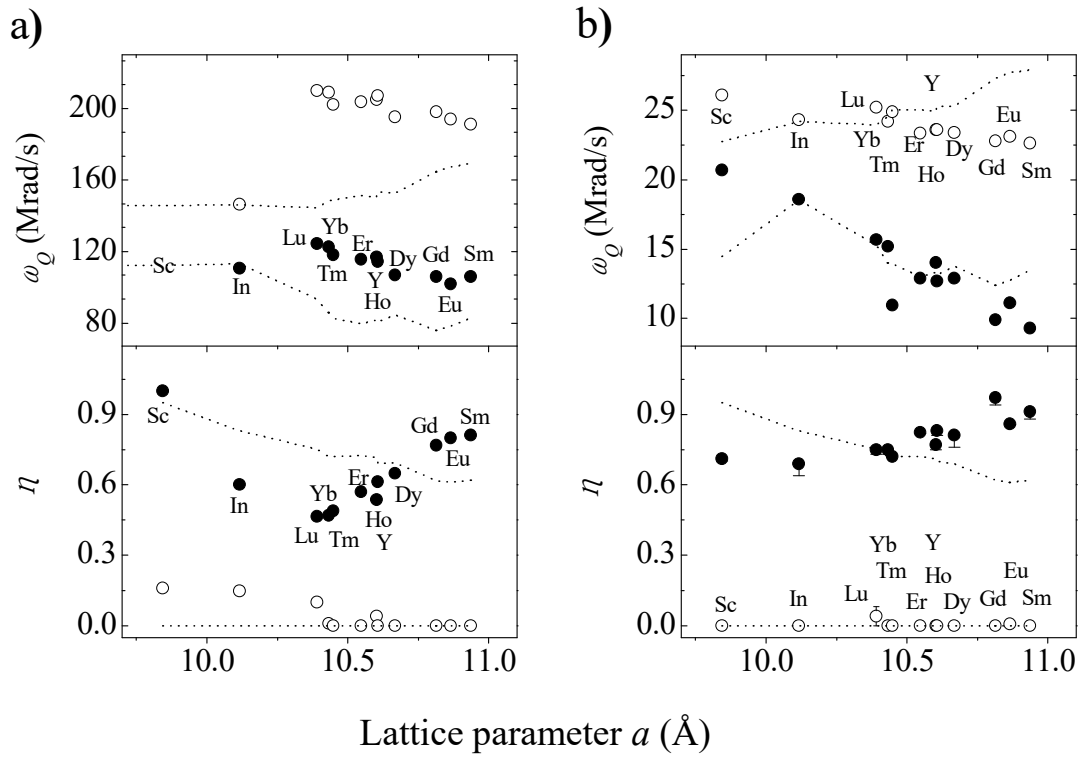 a)
b)
200
160
120
80
ω_Q (Mrad/s)
Sc
In
Lu
Yb
Tm
Er
Y
Ho
Dy
Gd
Eu
Sm
25
20
15
10
ω_Q (Mrad/s)
Sc
In
Lu
Yb
Tm
Er
Y
Ho
Dy
Gd
Eu
Sm
0.9
0.6
0.3
0.0
η
Sc
In
Lu
Yb
Tm
Er
Ho
Y
Dy
Gd
Eu
Sm
10.0 10.5 11.0
0.9
0.6
0.3
0.0
η
Sc
In
Lu
Yb
Tm
Er
Y
Ho
Dy
Gd
Eu
Sm
10.0 10.5 11.0
Lattice parameter a (Å)